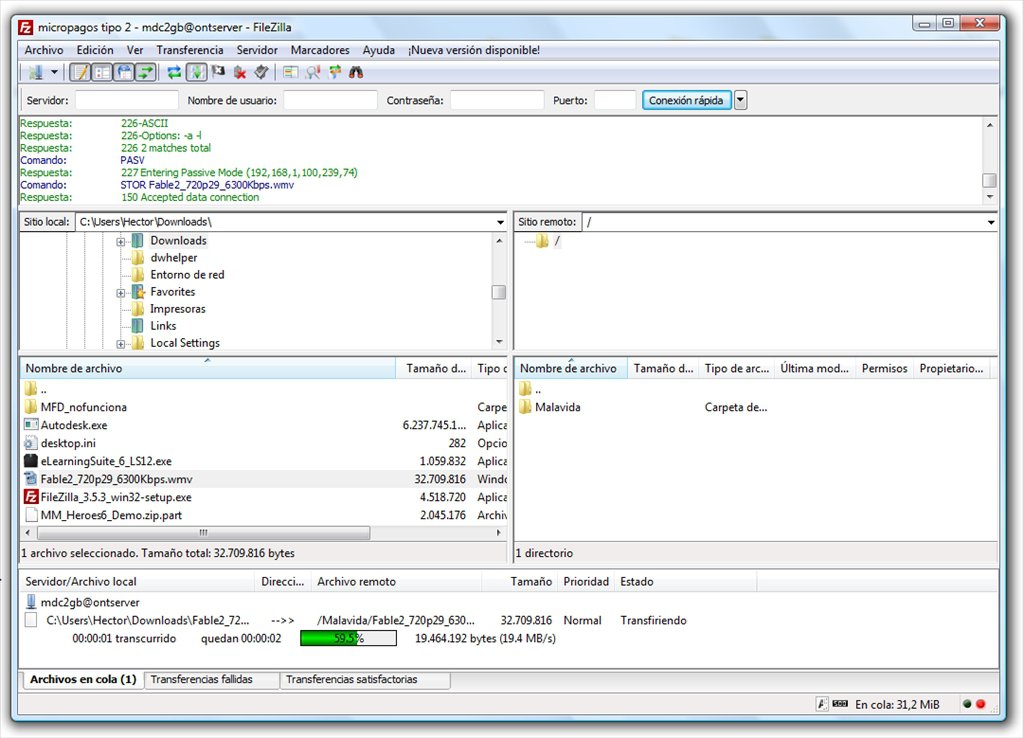 micropagos tipo 2 - mdc2gb@ontserver - FileZilla
Archivo Edición Ver Transferencia Servidor Marcadores Ayuda ¡Nueva versión disponible!
Servidor: Nombre de usuario: Contraseña: Puerto: Conexión rápida
Respuesta: 226-ASCII
Respuesta: 226-Options: -a -l
Respuesta: 226 2 matches total
Comando: PASV
Respuesta: 227 Entering Passive Mode (192,168,1,100,239,74)
Comando: STOR Fable2_720p29_6300Kbps.wmv
Respuesta: 150 Accepted data connection
Sitio local: C:\Users\Hector\Downloads\
Downloads
dwhelper
Entorno de red
Favorites
Impresoras
Links
Local Settings
Sitio remoto: /
/
Nombre de archivo Tamaño d... Tipo d
..
MFD_nofunciona Carpe
Autodesk.exe 6.237.745.1... Aplica
desktop.ini 282 Opcio
eLearningSuite_6_LS12.exe 1.059.832 Aplica
Fable2_720p29_6300Kbps.wmv 32.709.816 Windo
FileZilla_3.5.3_win32-setup.exe 4.518.720 Aplica
MM_Heroes6_Demo.zip.part 2.045.176 Archiv
1 archivo seleccionado. Tamaño total: 32.709.816 bytes
Nombre de archivo Tamaño d... Tipo de arc... Última mod... Permisos Propietario...
..
Malavida Carpeta de...
1 directorio
Servidor/Archivo local Direcci... Archivo remoto Tamaño Prioridad Estado
mdc2gb@ontserver
C:\Users\Hector\Downloads\Fable2_72... -->> /Malavida/Fable2_720p29_630... 32.709.816 Normal Transfiriendo
00:00:01 transcurrido quedan 00:00:02 59.5% 19.464.192 bytes (19.4 MB/s)
Archivos en cola (1) Transferencias fallidas Transferencias satisfactorias
En cola: 31,2 MiB